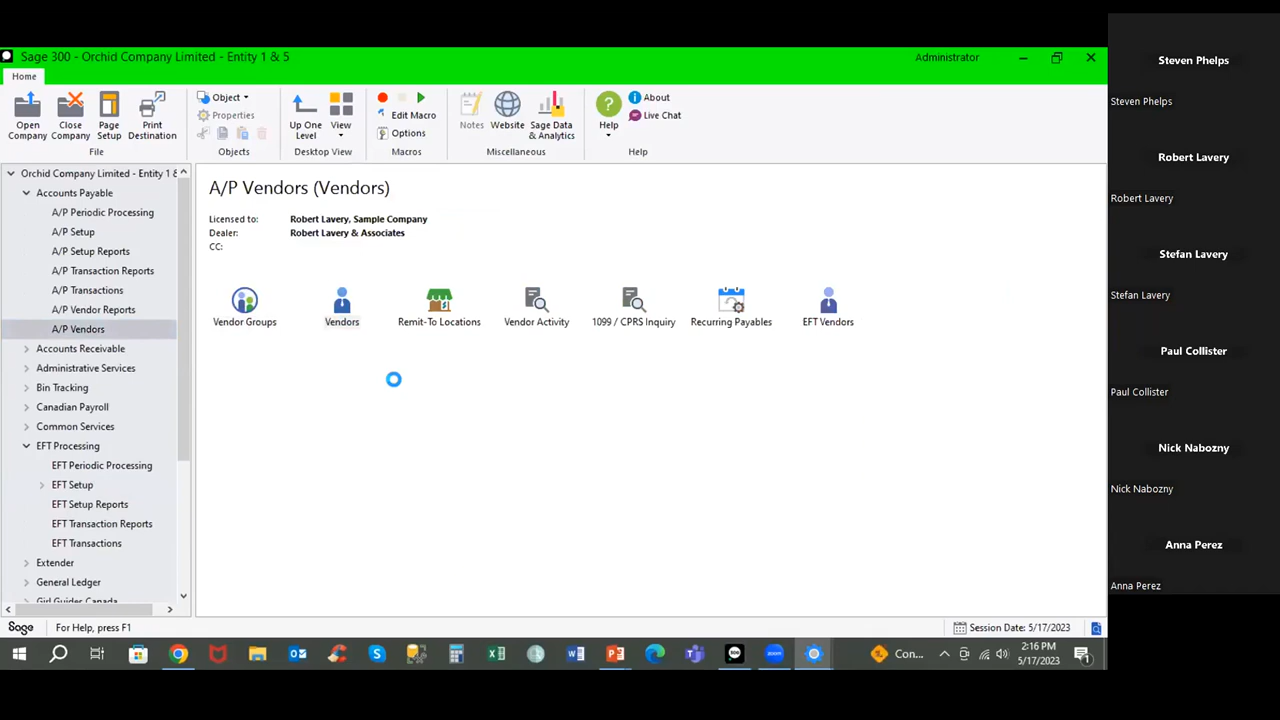 Sage 300 - Orchid Company Limited - Entity 1 & 5
Administrator
Home
Open Company
Close Company
Page Setup
Print Destination
File
Object
Properties
Objects
Up One Level
View
Desktop View
Edit Macro
Options
Macros
Notes
Website
Sage Data & Analytics
Miscellaneous
Help
About
Live Chat
Help
Orchid Company Limited - Entity 1 &
Accounts Payable
A/P Periodic Processing
A/P Setup
A/P Setup Reports
A/P Transaction Reports
A/P Transactions
A/P Vendor Reports
A/P Vendors
Accounts Receivable
Administrative Services
Bin Tracking
Canadian Payroll
Common Services
EFT Processing
EFT Periodic Processing
EFT Setup
EFT Setup Reports
EFT Transaction Reports
EFT Transactions
Extender
General Ledger
Girl Guides Canada
A/P Vendors (Vendors)
Licensed to: Robert Lavery, Sample Company
Dealer: Robert Lavery & Associates
CC:
Vendor Groups
Vendors
Remit-To Locations
Vendor Activity
1099 / CPRS Inquiry
Recurring Payables
EFT Vendors
Sage
For Help, press F1
Session Date: 5/17/2023
Con...
2:16 PM
5/17/2023
1
Steven Phelps
Steven Phelps
Robert Lavery
Robert Lavery
Stefan Lavery
Stefan Lavery
Paul Collister
Paul Collister
Nick Nabozny
Nick Nabozny
Anna Perez
Anna Perez